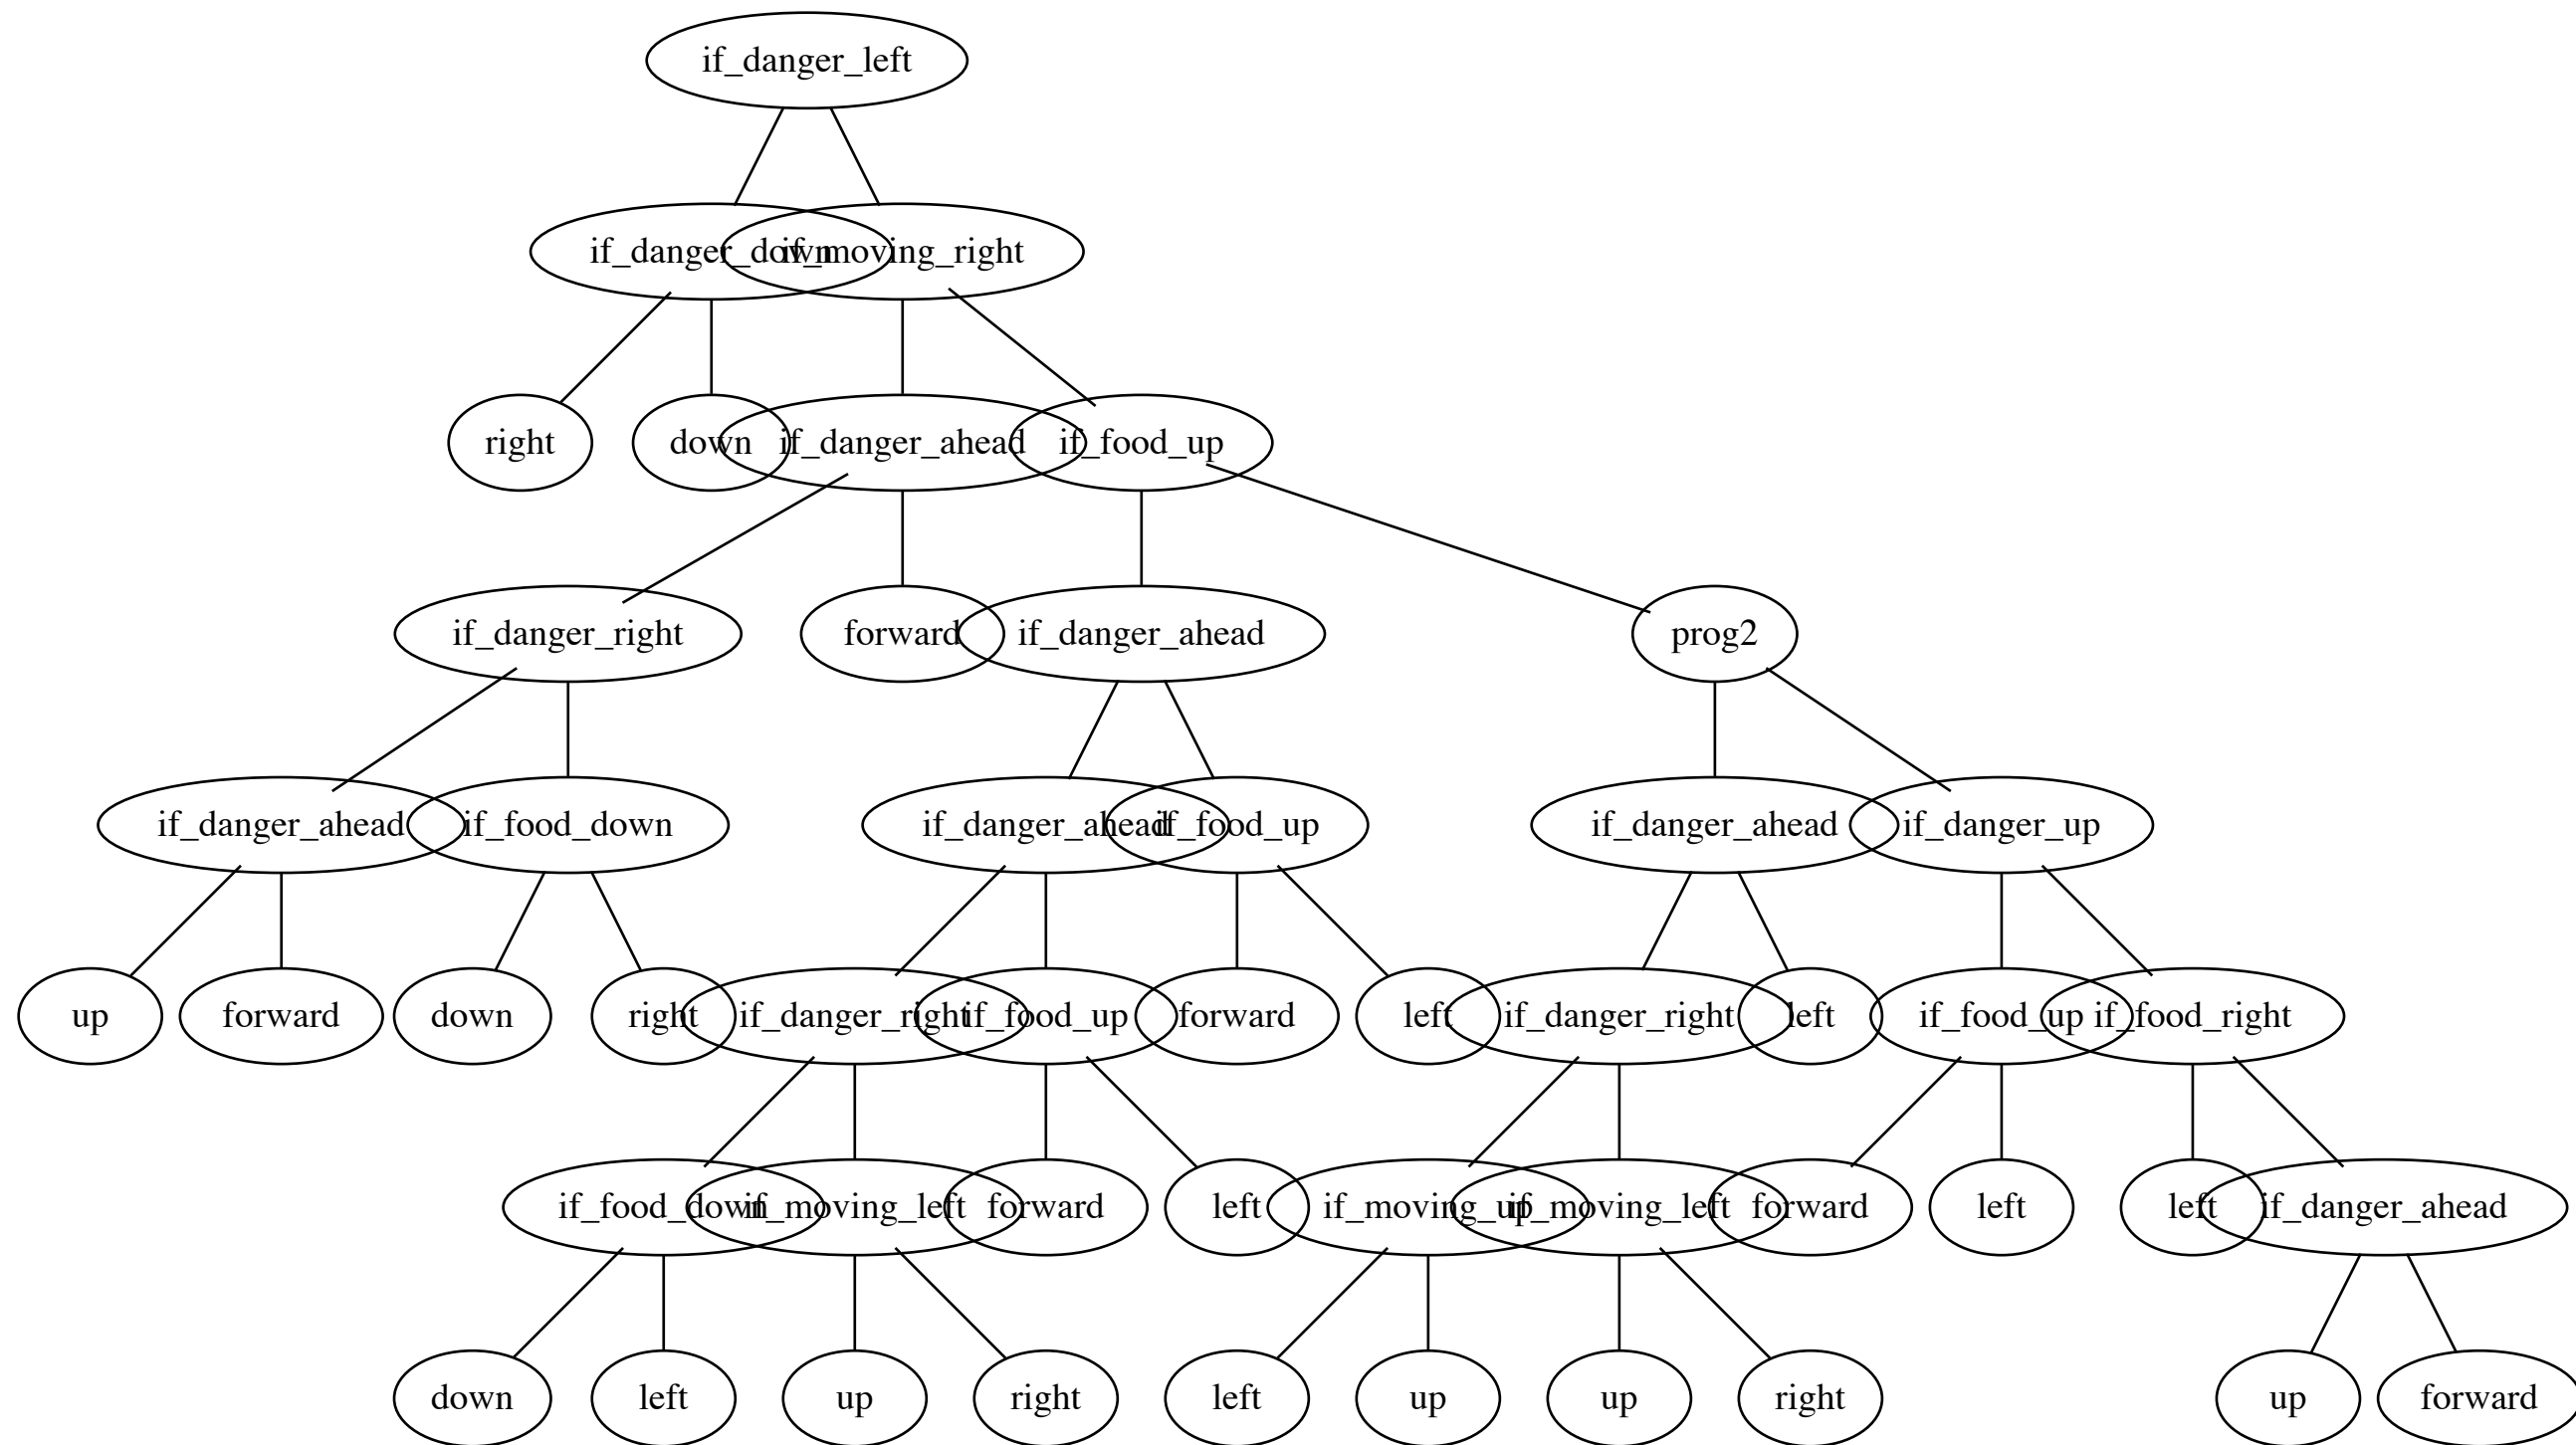 if_danger_left
if_danger_down
if_moving_right
right
down
if_danger_ahead
if_food_up
if_danger_right
forward
if_danger_ahead
prog2
if_danger_ahead
if_food_down
if_danger_ahead
if_food_up
if_danger_ahead
if_danger_up
up
forward
down
right
if_danger_right
if_food_up
forward
left
if_danger_right
left
if_food_up
if_food_right
if_food_down
if_moving_left
forward
left
if_moving_up
if_moving_left
forward
left
left
if_danger_ahead
down
left
up
right
left
up
up
right
up
forward